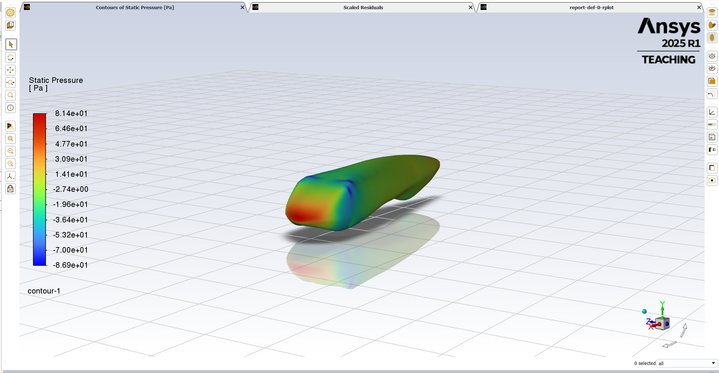 Contours of Static Pressure [Pa]
Scaled Residuals
report-def-0-rplot
Ansys
2025 R1
TEACHING
Static Pressure
[ Pa ]
8.14e+01
6.46e+01
4.77e+01
3.09e+01
1.41e+01
-2.74e+00
-1.96e+01
-3.64e+01
-5.32e+01
-7.00e+01
-8.69e+01
contour-1
Y
Z
0 selected all